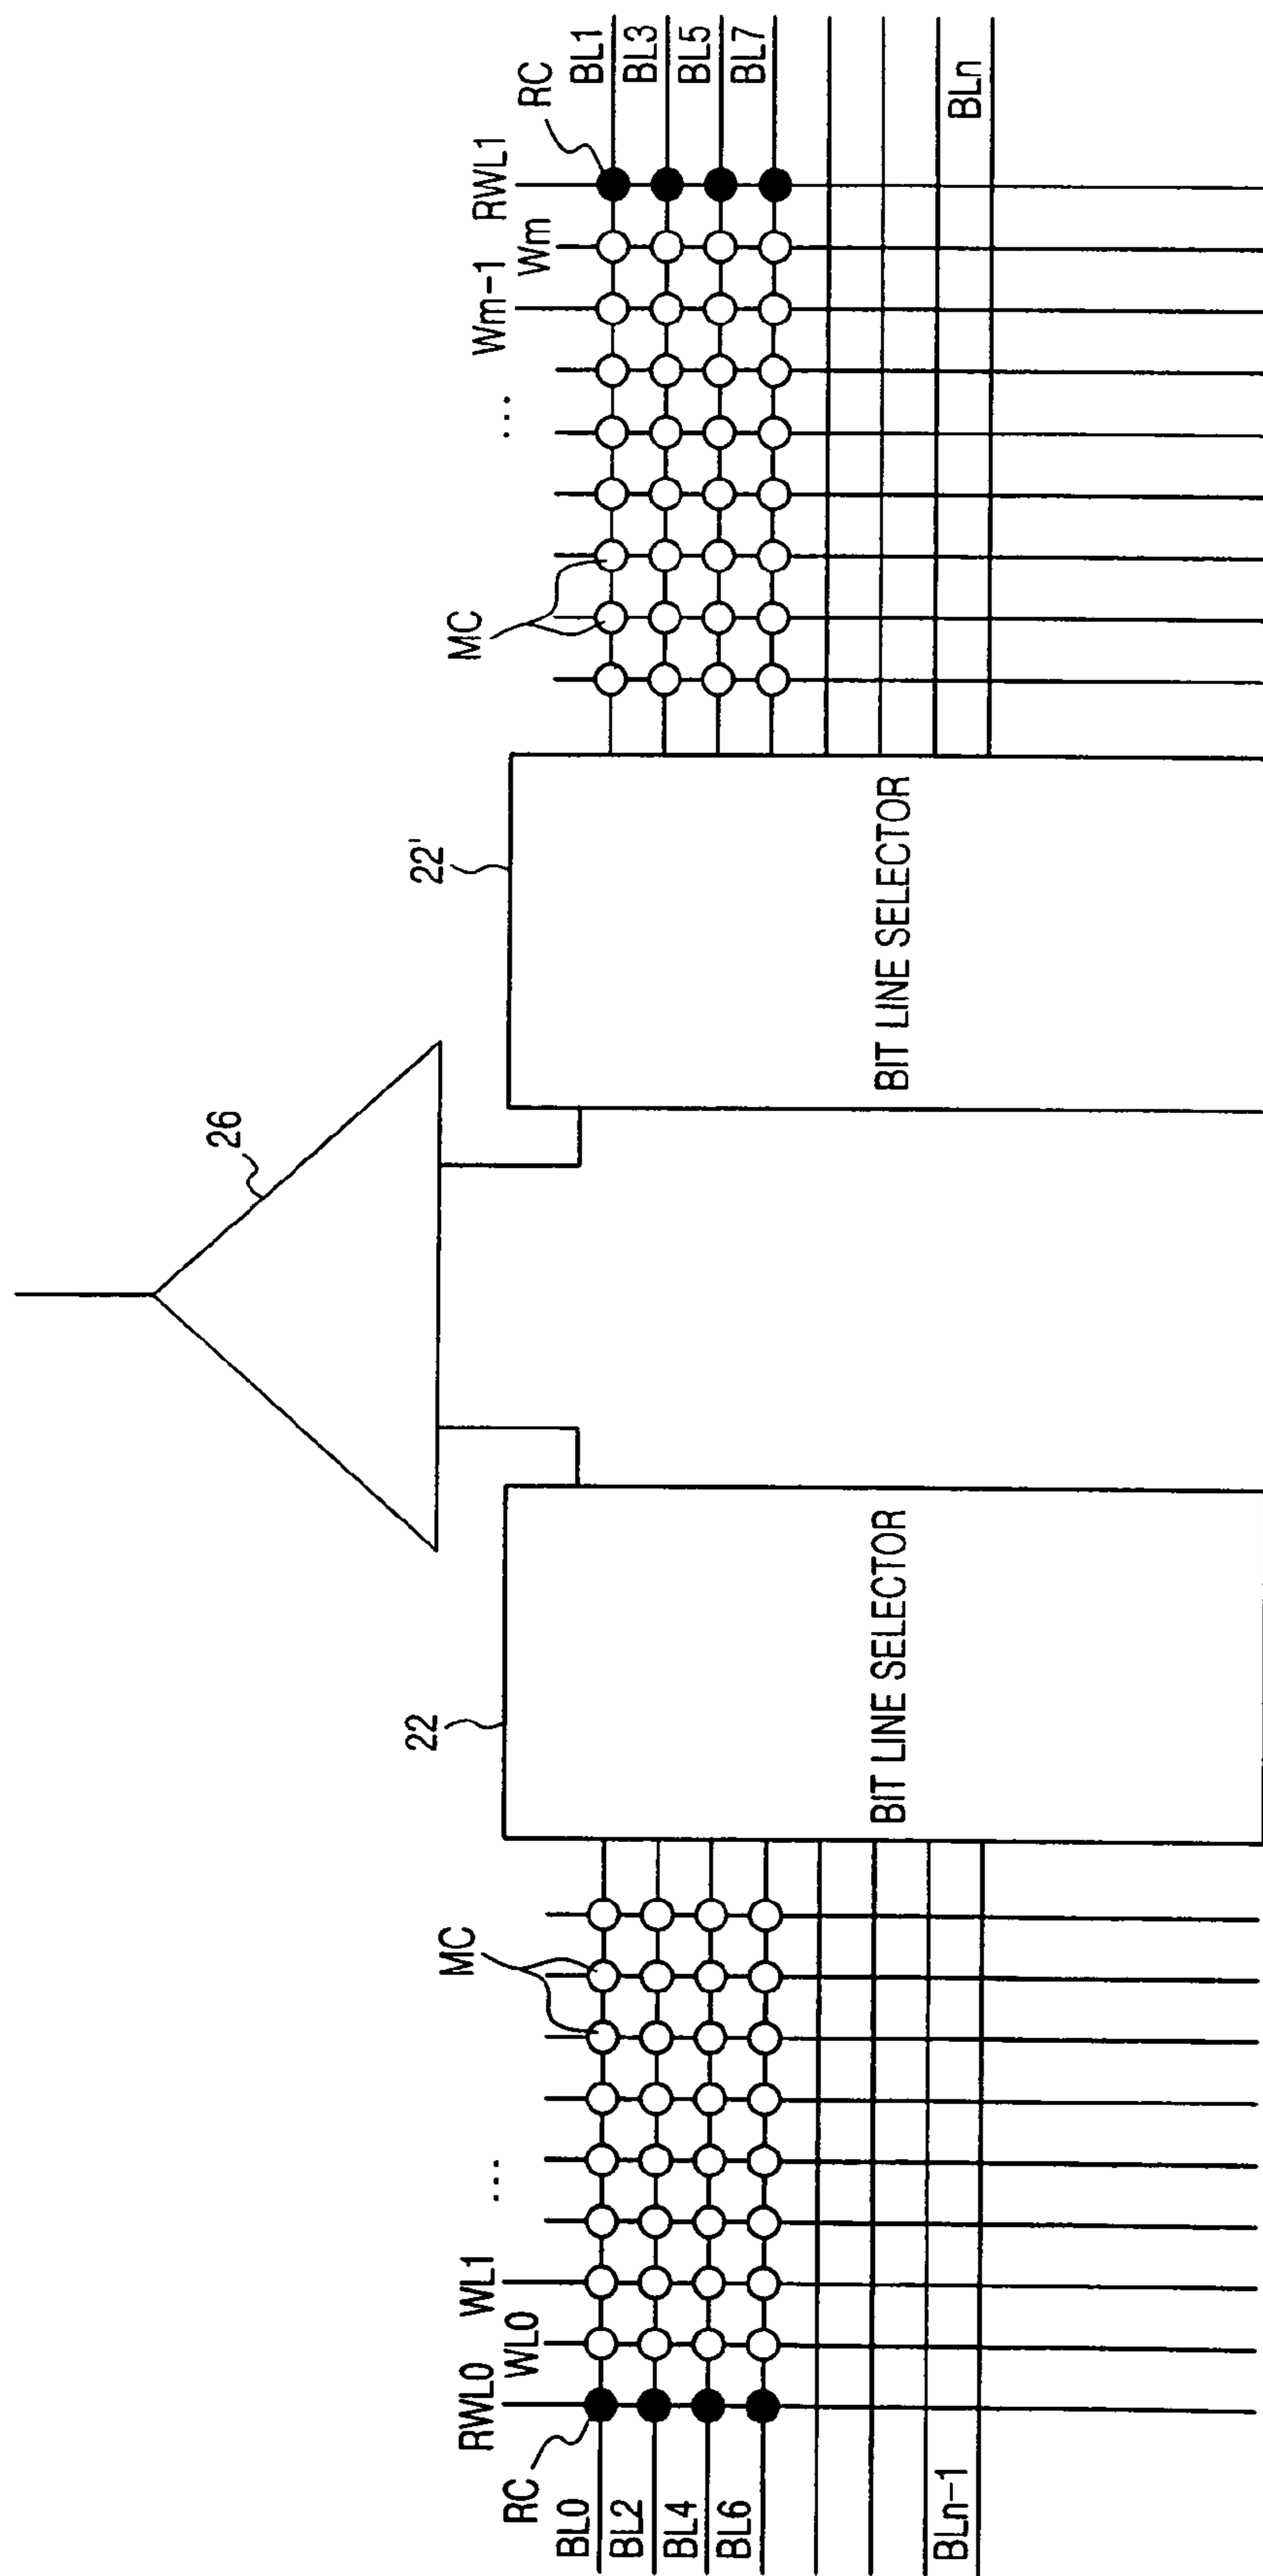 26
22
22'
BIT LINE SELECTOR
BIT LINE SELECTOR
RC
RWL0
WL0
WL1
...
MC
BL0
BL2
BL4
BL6
BLn-1
MC
...
Wm-1
Wm
RWL1
RC
BL1
BL3
BL5
BL7
BLn